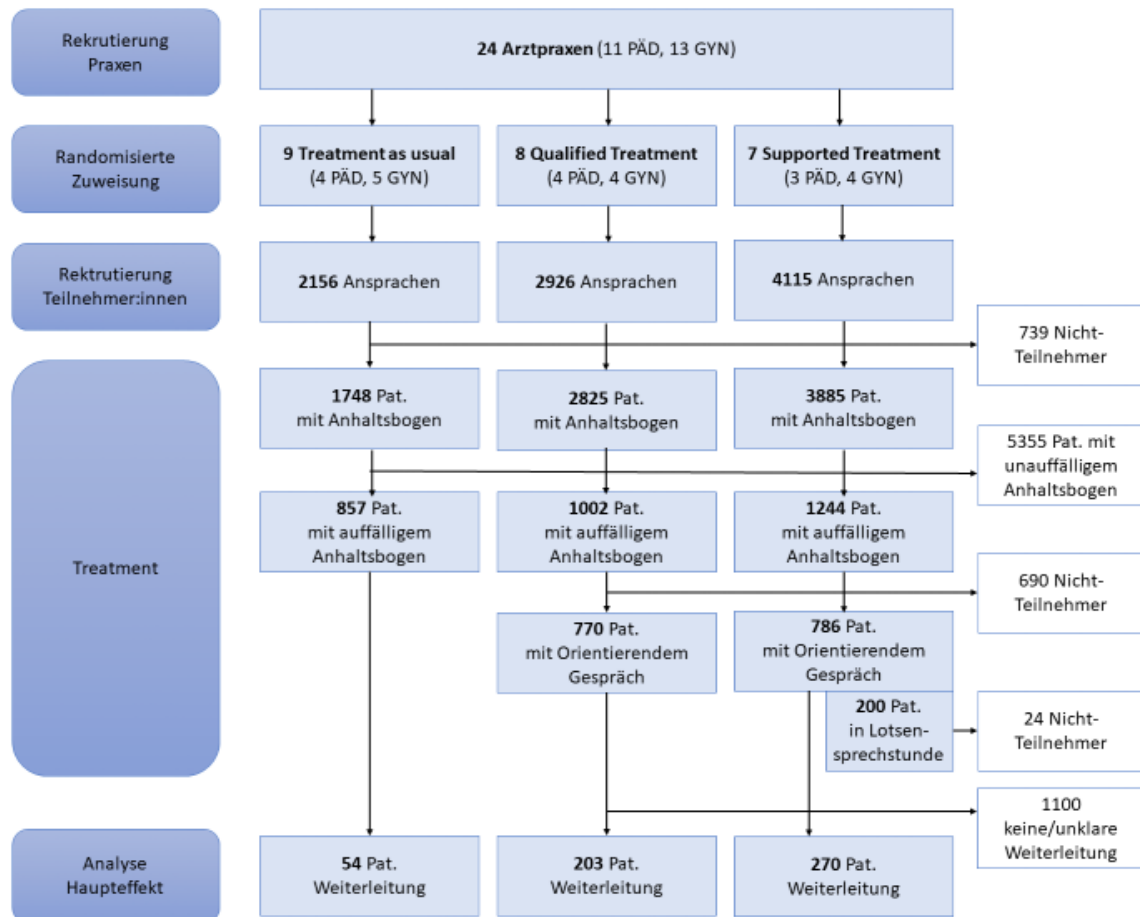 Rekrutierung
Praxen
24 Arztpraxen (11 PÄD, 13 GYN)
Randomisierte
Zuweisung
9 Treatment as usual
(4 PÄD, 5 GYN)
8 Qualified Treatment
(4 PÄD, 4 GYN)
7 Supported Treatment
(3 PÄD, 4 GYN)
Rektrutierung
Teilnehmer:innen
2156 Ansprachen
2926 Ansprachen
4115 Ansprachen
739 Nicht-
Teilnehmer
Treatment
1748 Pat.
mit Anhaltsbogen
2825 Pat.
mit Anhaltsbogen
3885 Pat.
mit Anhaltsbogen
5355 Pat. mit
unauffälligem
Anhaltsbogen
857 Pat.
mit auffälligem
Anhaltsbogen
1002 Pat.
mit auffälligem
Anhaltsbogen
1244 Pat.
mit auffälligem
Anhaltsbogen
690 Nicht-
Teilnehmer
770 Pat.
mit Orientierendem
Gespräch
786 Pat.
mit Orientierendem
Gespräch
200 Pat.
in Lotsen-
sprechstunde
24 Nicht-
Teilnehmer
1100
keine/unklare
Weiterleitung
Analyse
Haupteffekt
54 Pat.
Weiterleitung
203 Pat.
Weiterleitung
270 Pat.
Weiterleitung